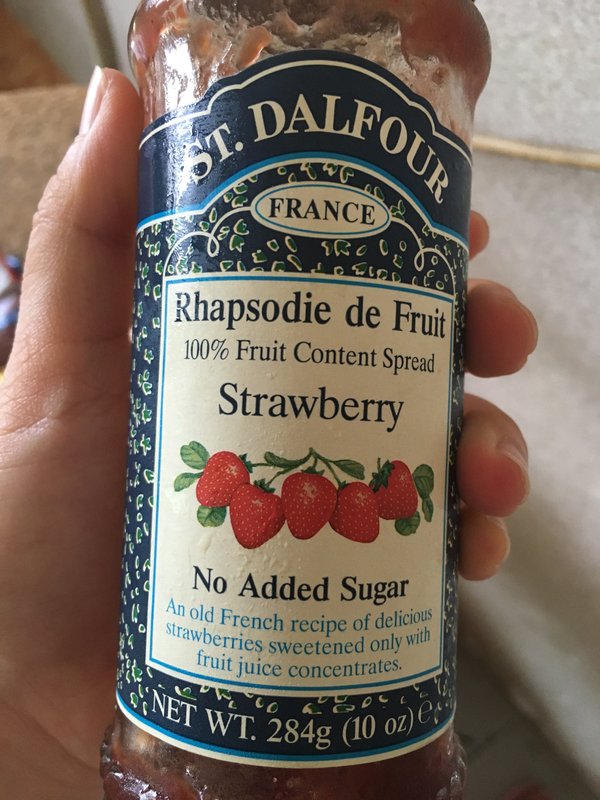 ST. DALFOUR
FRANCE
Rhapsodie de Fruit
100% Fruit Content Spread
Strawberry
No Added Sugar
An old French recipe of delicious
strawberries sweetened only with
fruit juice concentrates.
NET WT. 284g (10 oz) ℮